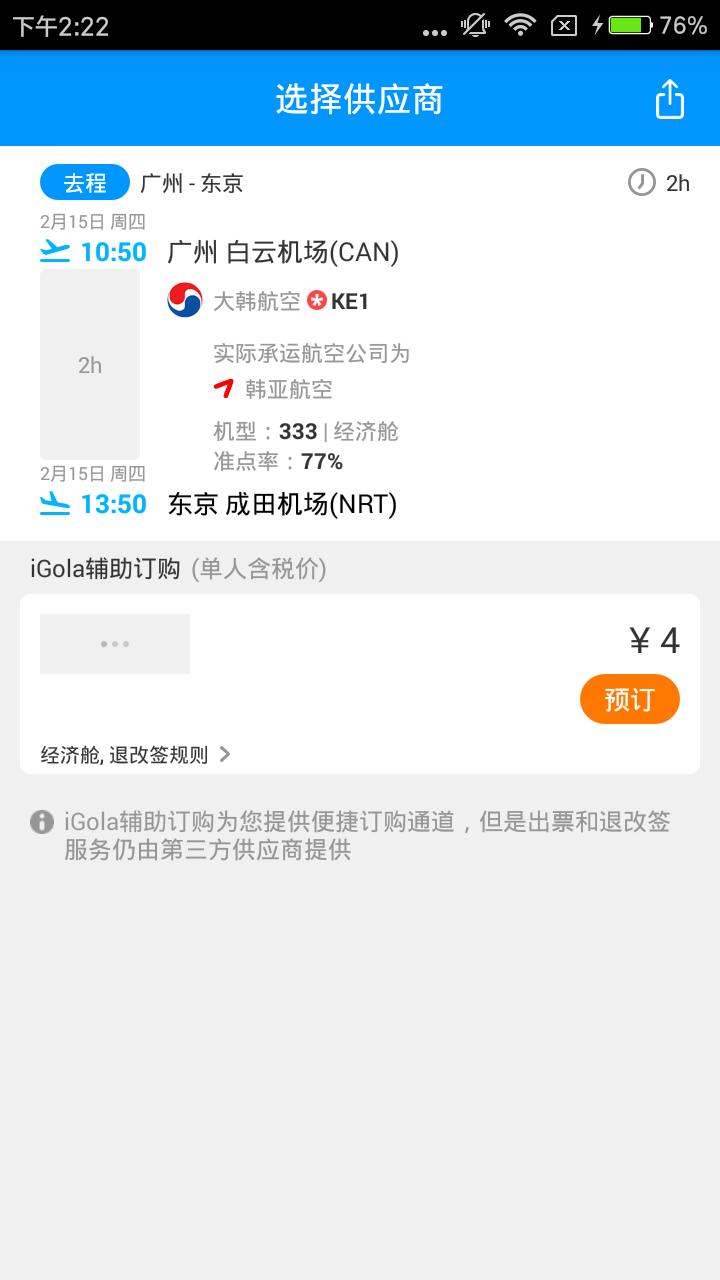 下午2:22
76%
选择供应商
去程 广州 - 东京 2h
2月15日 周四
10:50 广州 白云机场(CAN)
大韩航空 KE1
2h
实际承运航空公司为
韩亚航空
机型：333 | 经济舱
准点率：77%
2月15日 周四
13:50 东京 成田机场(NRT)
iGola辅助订购 (单人含税价)
¥ 4
预订
经济舱, 退改签规则
iGola辅助订购为您提供便捷订购通道，但是出票和退改签
服务仍由第三方供应商提供